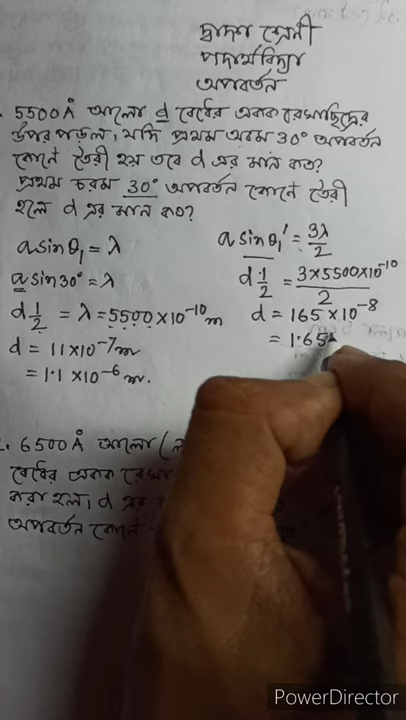 দ্বাদশ শ্রেণী
পদার্থবিদ্যা
অপবর্তন
5500Å আলো d বেধের একক রেখাছিদ্রের
উপর পড়ল, যদি প্রথম অবম 30° অপবর্তন
কোনে তৈরী হয় তবে d এর মান কত?
প্রথম চরম 30° অপবর্তন কোনে তৈরী
হলে d এর মান কত?
a sin θ₁ = λ
a sin 30° = λ
d 1/2 = λ = 5500 × 10⁻¹⁰ m
d = 11 × 10⁻⁷ m
= 1.1 × 10⁻⁶ m.
a sin θ₁' = 3λ/2
d·1/2 = 3×5500×10⁻¹⁰/2
d = 165 × 10⁻⁸
= 1.65
6500Å আলো
বেধের একক
করা হল, d এর
অপবর্তন কোনে
PowerDirector